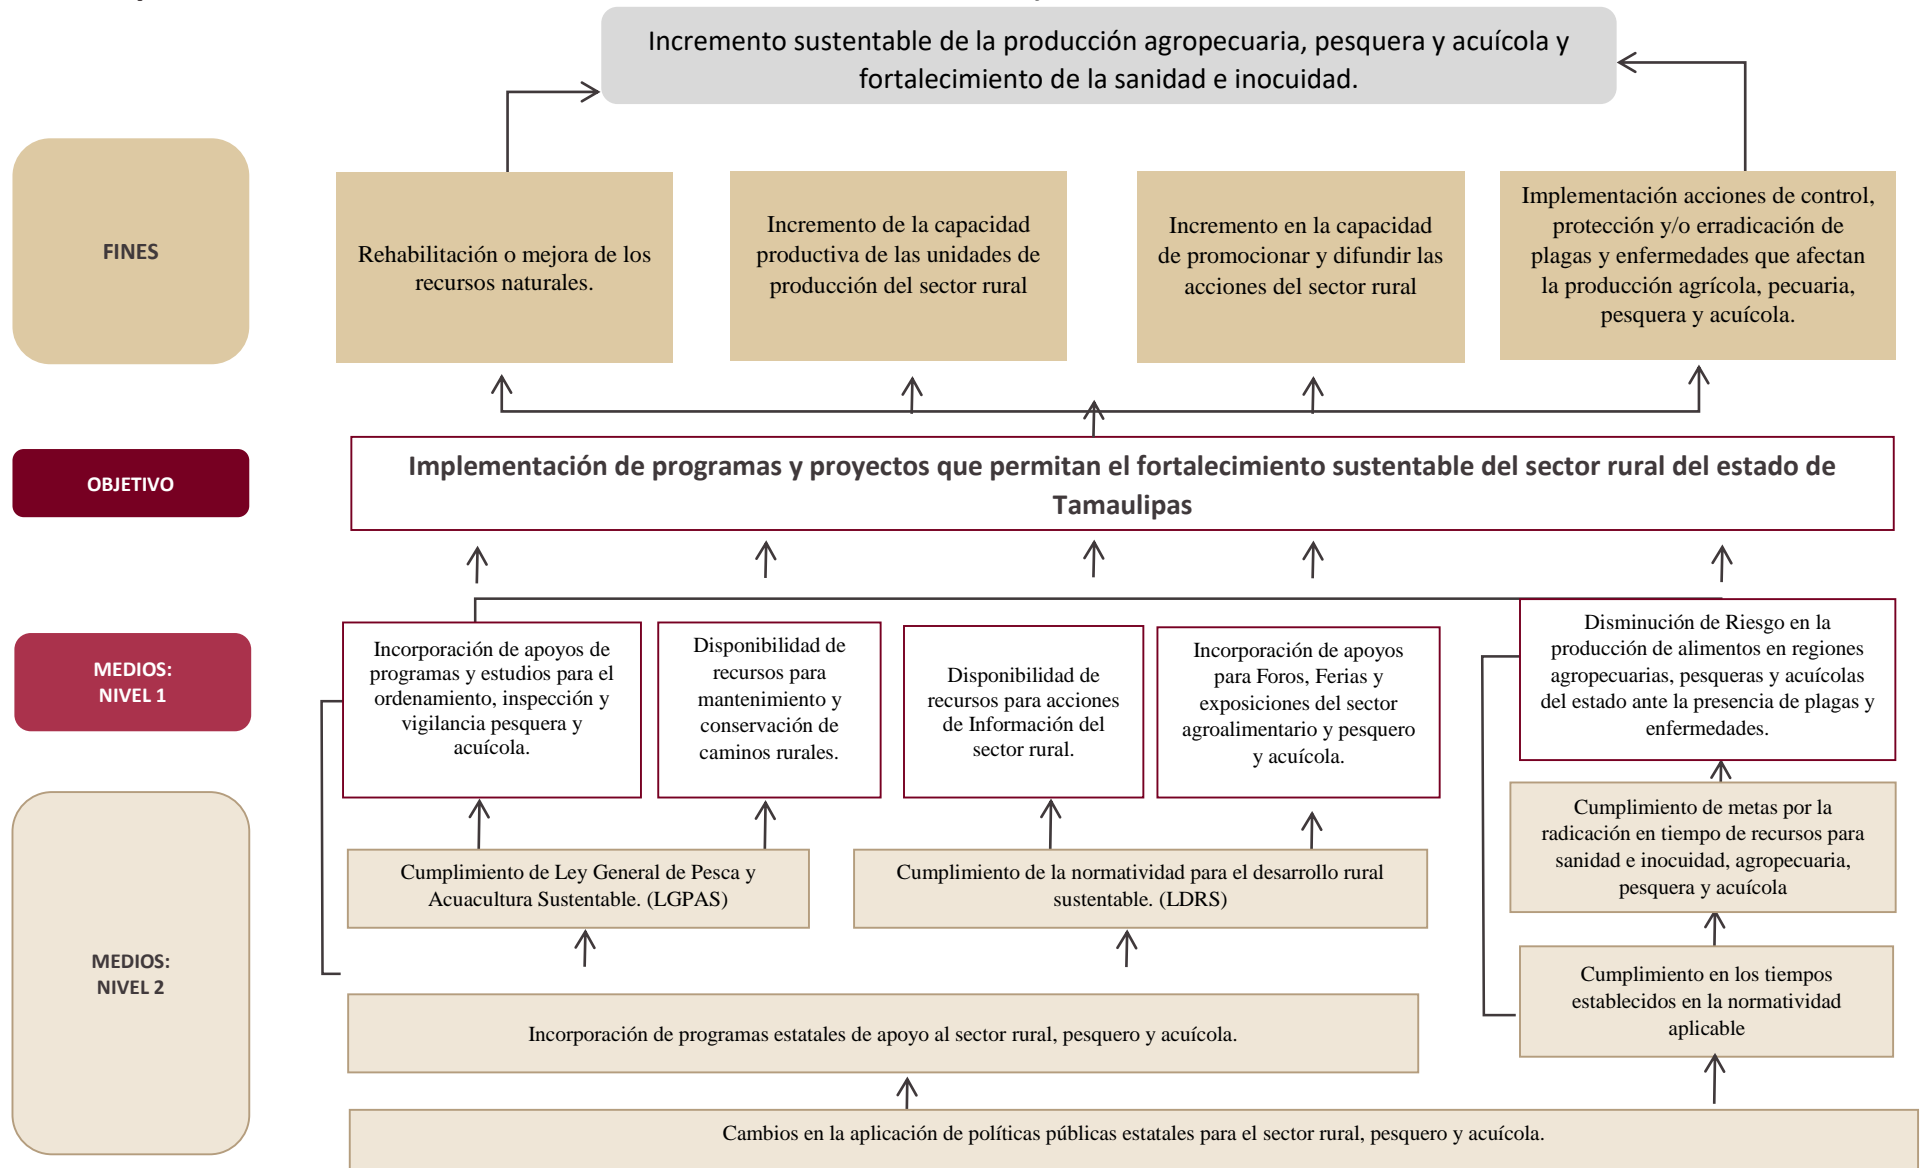 Incremento sustentable de la producción agropecuaria, pesquera y acuícola y
fortalecimiento de la sanidad e inocuidad.
FINES
Rehabilitación o mejora de los
recursos naturales.
Incremento de la capacidad
productiva de las unidades de
producción del sector rural
Incremento en la capacidad
de promocionar y difundir las
acciones del sector rural
Implementación acciones de control,
protección y/o erradicación de
plagas y enfermedades que afectan
la producción agrícola, pecuaria,
pesquera y acuícola.
OBJETIVO
Implementación de programas y proyectos que permitan el fortalecimiento sustentable del sector rural del estado de
Tamaulipas
MEDIOS:
NIVEL 1
Incorporación de apoyos de
programas y estudios para el
ordenamiento, inspección y
vigilancia pesquera y
acuícola.
Disponibilidad de
recursos para
mantenimiento y
conservación de
caminos rurales.
Disponibilidad de
recursos para acciones
de Información del
sector rural.
Incorporación de apoyos
para Foros, Ferias y
exposiciones del sector
agroalimentario y pesquero
y acuícola.
Disminución de Riesgo en la
producción de alimentos en regiones
agropecuarias, pesqueras y acuícolas
del estado ante la presencia de plagas y
enfermedades.
MEDIOS:
NIVEL 2
Cumplimiento de Ley General de Pesca y
Acuacultura Sustentable. (LGPAS)
Cumplimiento de la normatividad para el desarrollo rural
sustentable. (LDRS)
Cumplimiento de metas por la
radicación en tiempo de recursos para
sanidad e inocuidad, agropecuaria,
pesquera y acuícola
Incorporación de programas estatales de apoyo al sector rural, pesquero y acuícola.
Cumplimiento en los tiempos
establecidos en la normatividad
aplicable
Cambios en la aplicación de políticas públicas estatales para el sector rural, pesquero y acuícola.